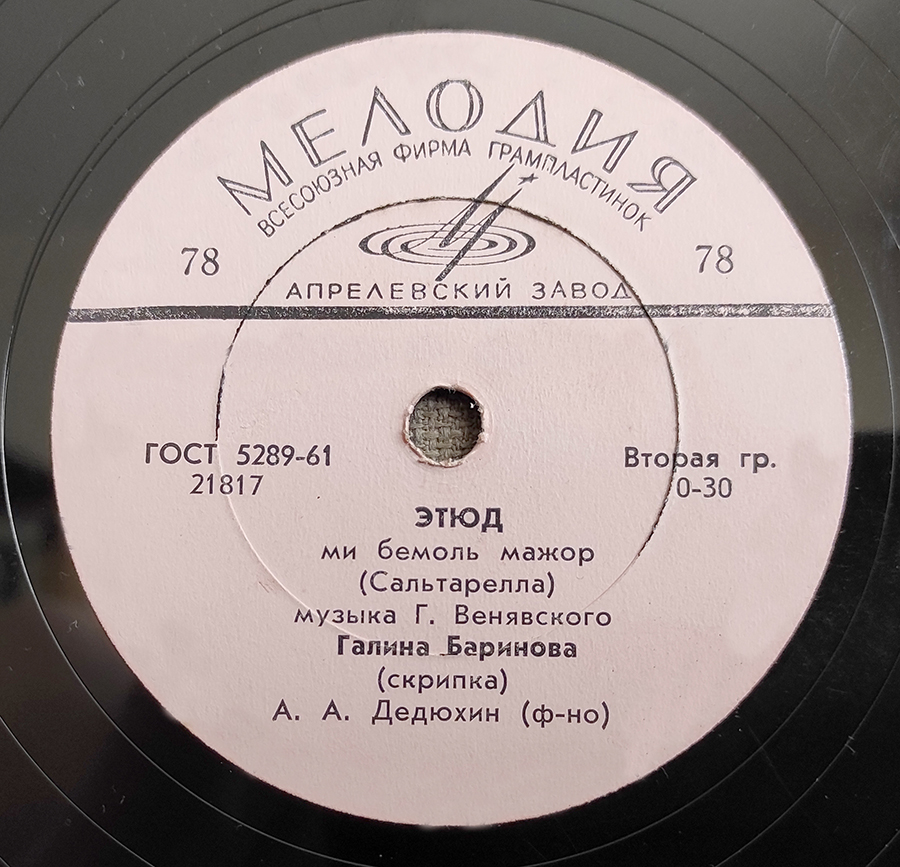 МЕЛОДИЯ
ВСЕСОЮЗНАЯ ФИРМА ГРАМПЛАСТИНОК
78
78
АПРЕЛЕВСКИЙ ЗАВОД
ГОСТ 5289-61
21817
Вторая гр.
0-30
ЭТЮД
ми бемоль мажор
(Сальтарелла)
музыка Г. Венявского
Галина Баринова
(скрипка)
А. А. Дедюхин (ф-но)